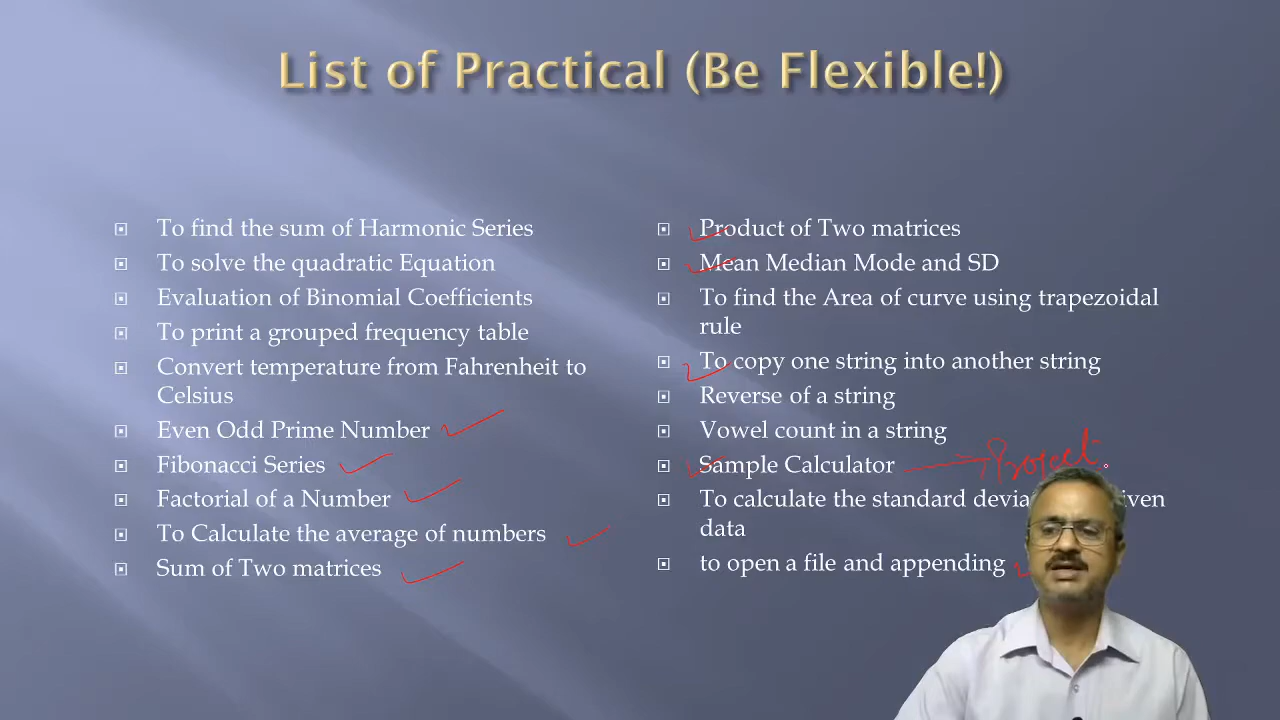 List of Practical (Be Flexible!)
To find the sum of Harmonic Series
To solve the quadratic Equation
Evaluation of Binomial Coefficients
To print a grouped frequency table
Convert temperature from Fahrenheit to
Celsius
Even Odd Prime Number
Fibonacci Series
Factorial of a Number
To Calculate the average of numbers
Sum of Two matrices
Product of Two matrices
Mean Median Mode and SD
To find the Area of curve using trapezoidal
rule
To copy one string into another string
Reverse of a string
Vowel count in a string
Sample Calculator Project
To calculate the standard
data
to open a file and appending